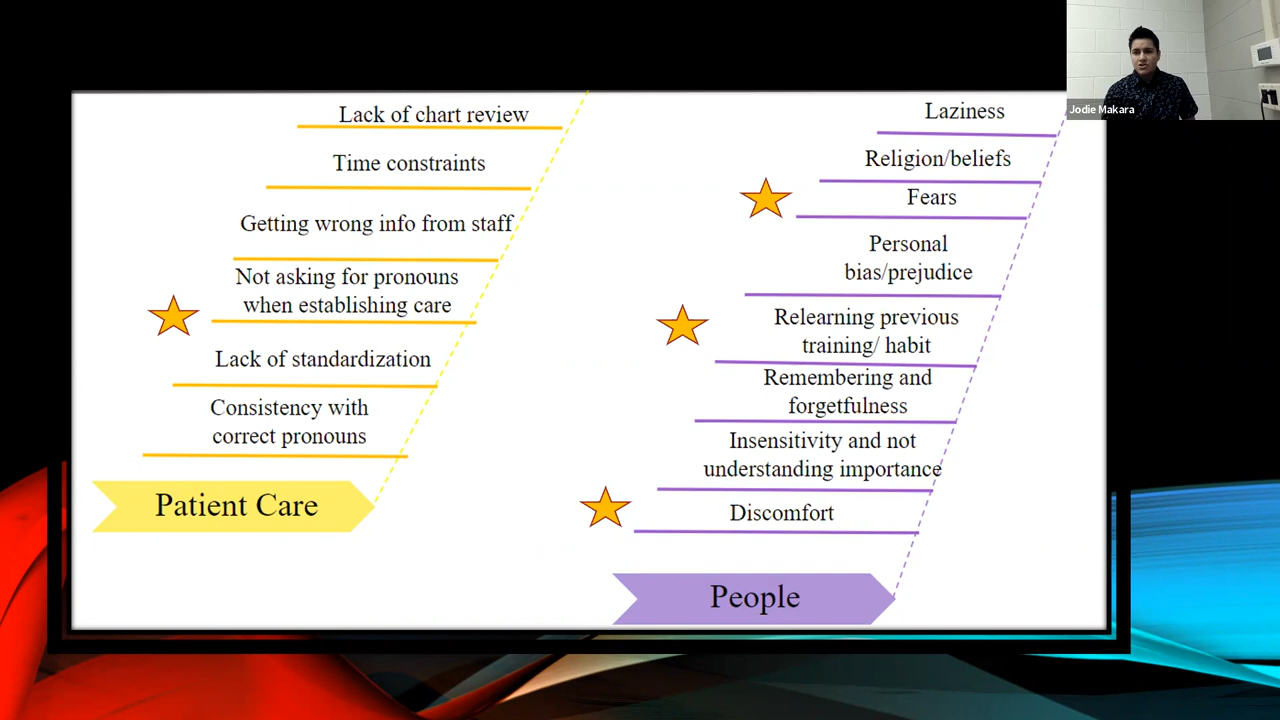 Lack of chart review
Time constraints
Getting wrong info from staff
Not asking for pronouns
when establishing care
Lack of standardization
Consistency with
correct pronouns
Patient Care
Laziness
Religion/beliefs
Fears
Personal
bias/prejudice
Relearning previous
training/ habit
Remembering and
forgetfulness
Insensitivity and not
understanding importance
Discomfort
People
Jodie Makara